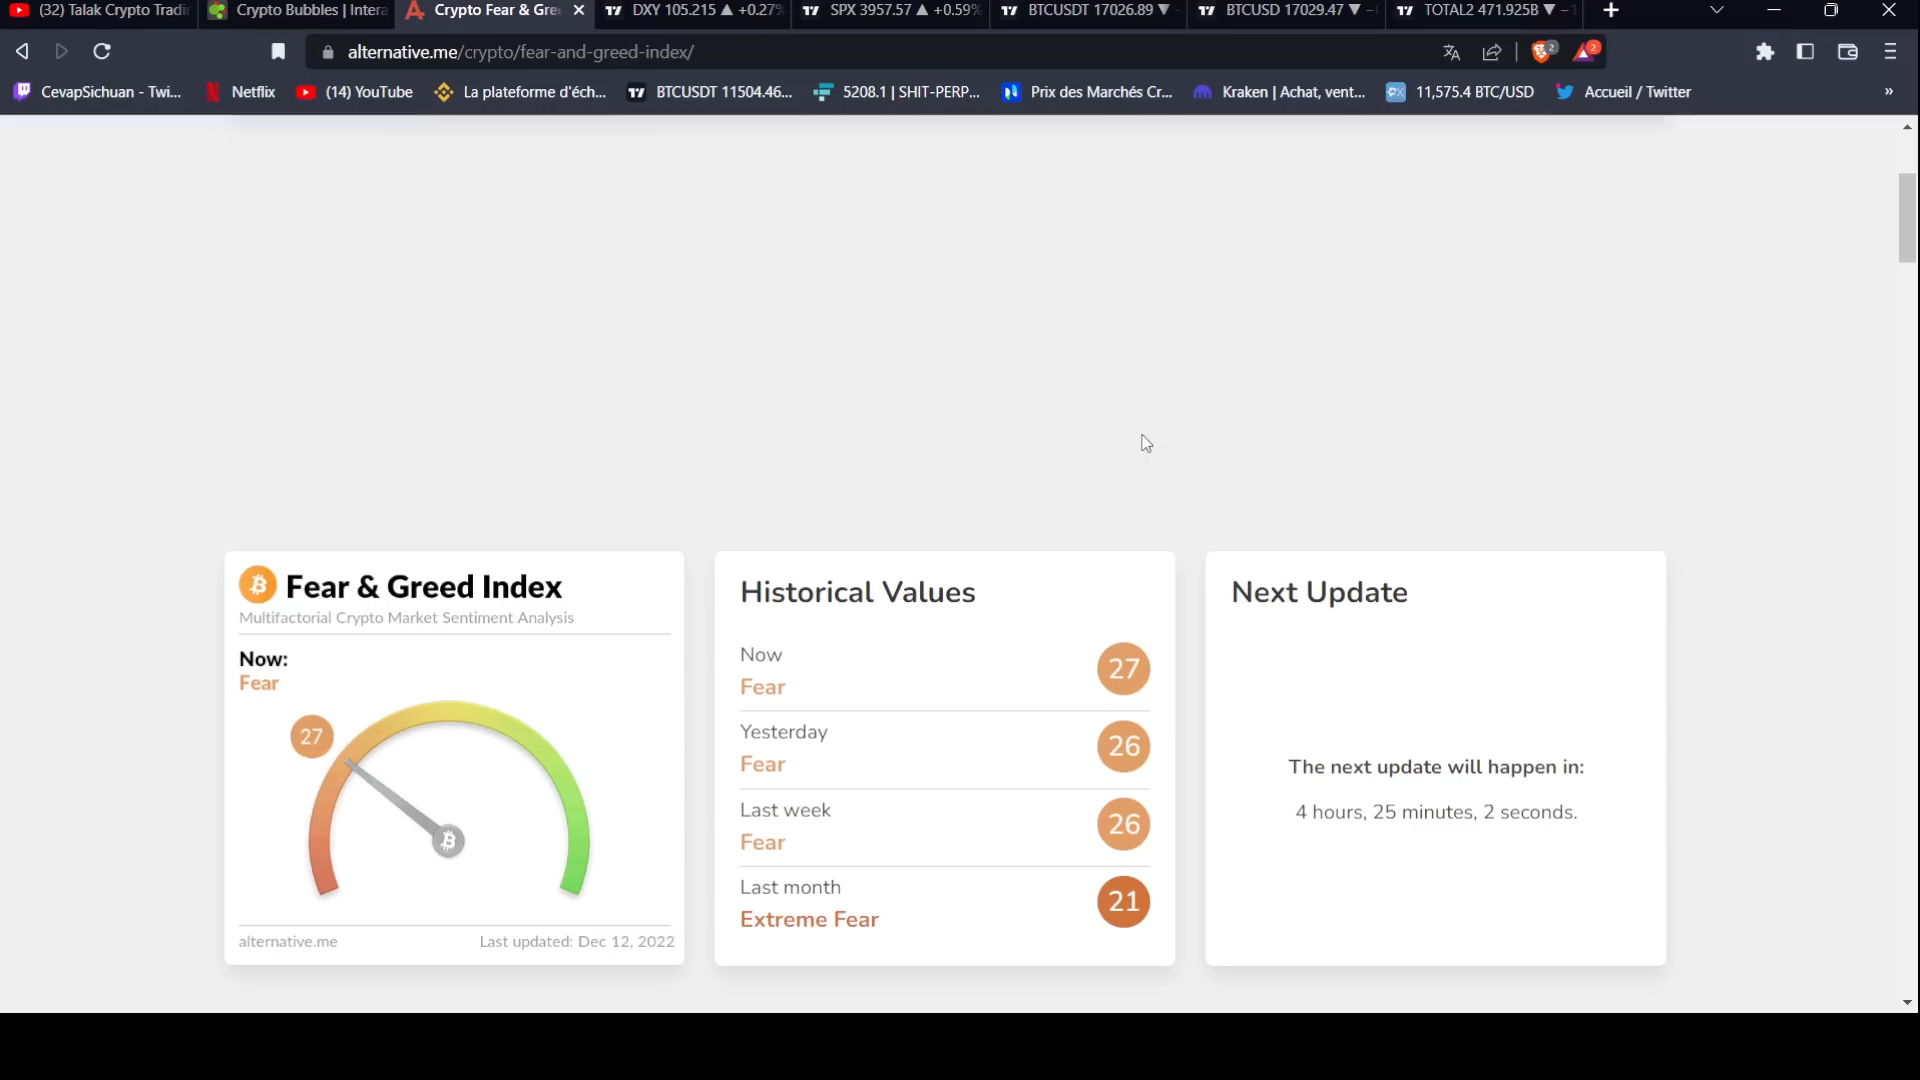 (32) Talak Crypto Tradi
Crypto Bubbles | Intera
Crypto Fear & Gre
DXY 105.215 ▲ +0.27%
SPX 3957.57 ▲ +0.59%
BTCUSDT 17026.89 ▼ −
BTCUSD 17029.47 ▼ −
TOTAL2 471.925B ▼ −
alternative.me/crypto/fear-and-greed-index/
2
2
CevapSichuan - Twi...
Netflix
(14) YouTube
La plateforme d'éch...
BTCUSDT 11504.46...
5208.1 | SHIT-PERP...
Prix des Marchés Cr...
Kraken | Achat, vent...
11,575.4 BTC/USD
Accueil / Twitter
»
Fear & Greed Index
Multifactorial Crypto Market Sentiment Analysis
Now:
Fear
27
alternative.me
Last updated: Dec 12, 2022
Historical Values
Now
Fear
27
Yesterday
Fear
26
Last week
Fear
26
Last month
Extreme Fear
21
Next Update
The next update will happen in:
4 hours, 25 minutes, 2 seconds.